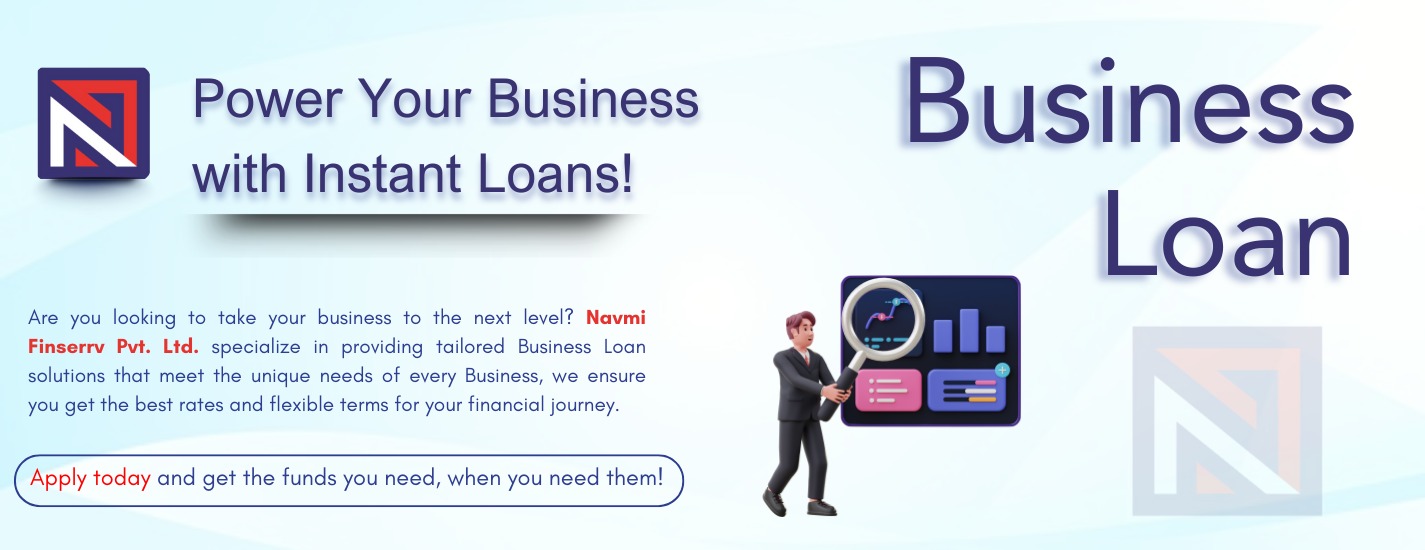 Power Your Business
with Instant Loans!
Are you looking to take your business to the next level? Navmi
Finserrv Pvt. Ltd. specialize in providing tailored Business Loan
solutions that meet the unique needs of every Business, we ensure
you get the best rates and flexible terms for your financial journey.
Apply today and get the funds you need, when you need them!
Business
Loan